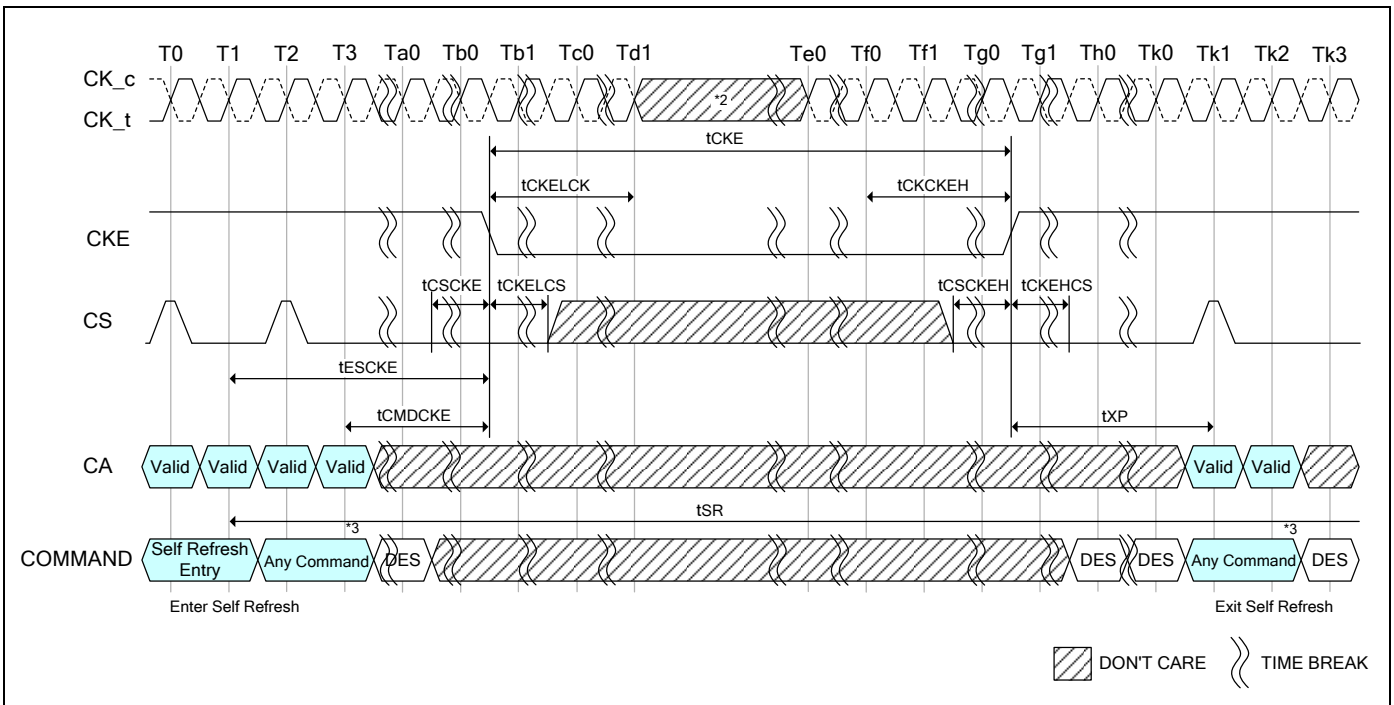 T0 T1 T2 T3 Ta0 Tb0 Tb1 Tc0 Td1 Te0 Tf0 Tf1 Tg0 Tg1 Th0 Tk0 Tk1 Tk2 Tk3
CK_c
*2
CK_t
tCKE
tCKELCK tCKCKEH
CKE
tCSCKE tCKELCS tCSCKEH tCKEHCS
CS
tESCKE
tCMDCKE tXP
CA Valid Valid Valid Valid Valid Valid
tSR
*3 *3
COMMAND Self Refresh Entry Any Command DES DES DES Any Command DES
Enter Self Refresh Exit Self Refresh
DON'T CARE TIME BREAK